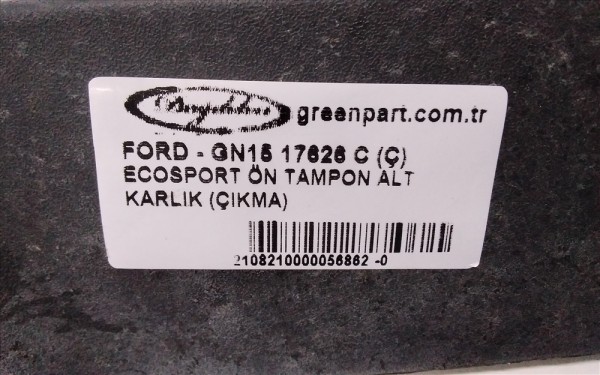 greenpart.com.tr
FORD - GN15 17626 C (Ç)
ECOSPORT ÖN TAMPON ALT
KARLIK (ÇIKMA)
2108210000056862 -0